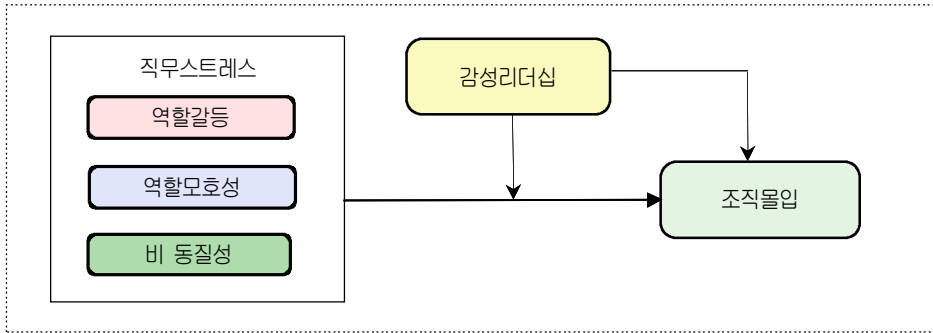 직무스트레스
역할갈등
역할모호성
비 동질성
감성리더십
조직몰입